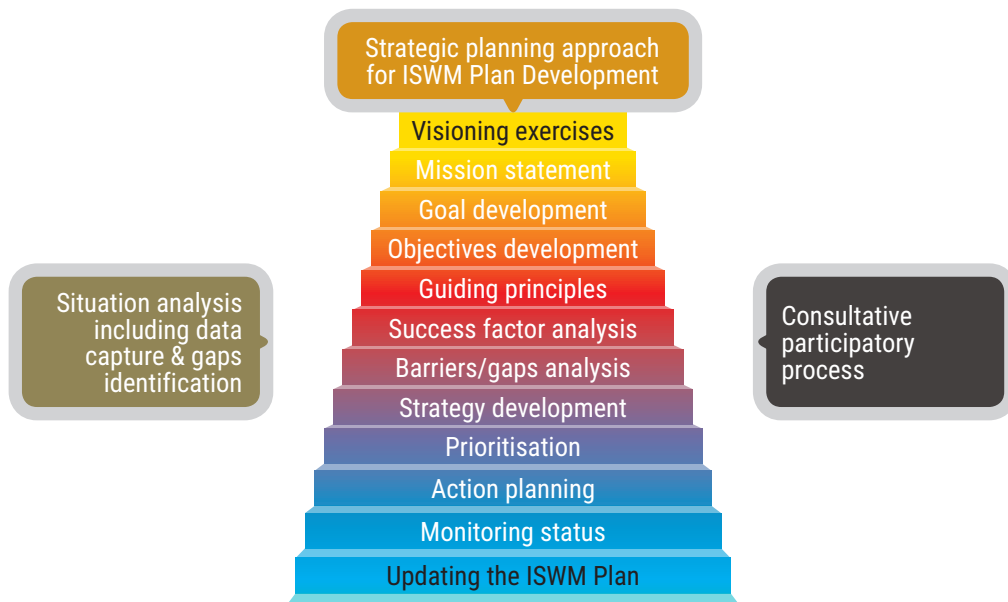 Strategic planning approach
for ISWM Plan Development
Visioning exercises
Mission statement
Goal development
Objectives development
Guiding principles
Success factor analysis
Barriers/gaps analysis
Strategy development
Prioritisation
Action planning
Monitoring status
Updating the ISWM Plan
Situation analysis
including data
capture & gaps
identification
Consultative
participatory
process